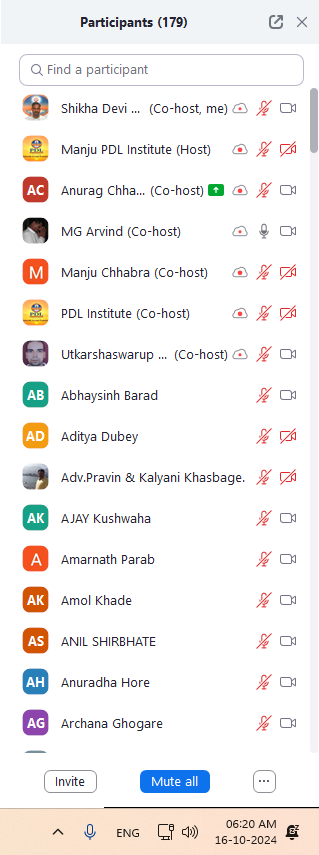 Participants (179)
Find a participant
Shikha Devi ... (Co-host, me)
Manju PDL Institute (Host)
AC Anurag Chha... (Co-host)
MG Arvind (Co-host)
M Manju Chhabra (Co-host)
PDL Institute (Co-host)
Utkarshaswarup ... (Co-host)
AB Abhaysinh Barad
AD Aditya Dubey
Adv.Pravin & Kalyani Khasbage.
AK AJAY Kushwaha
A Amarnath Parab
AK Amol Khade
AS ANIL SHIRBHATE
AH Anuradha Hore
AG Archana Ghogare
Invite Mute all ...
ENG 06:20 AM
16-10-2024